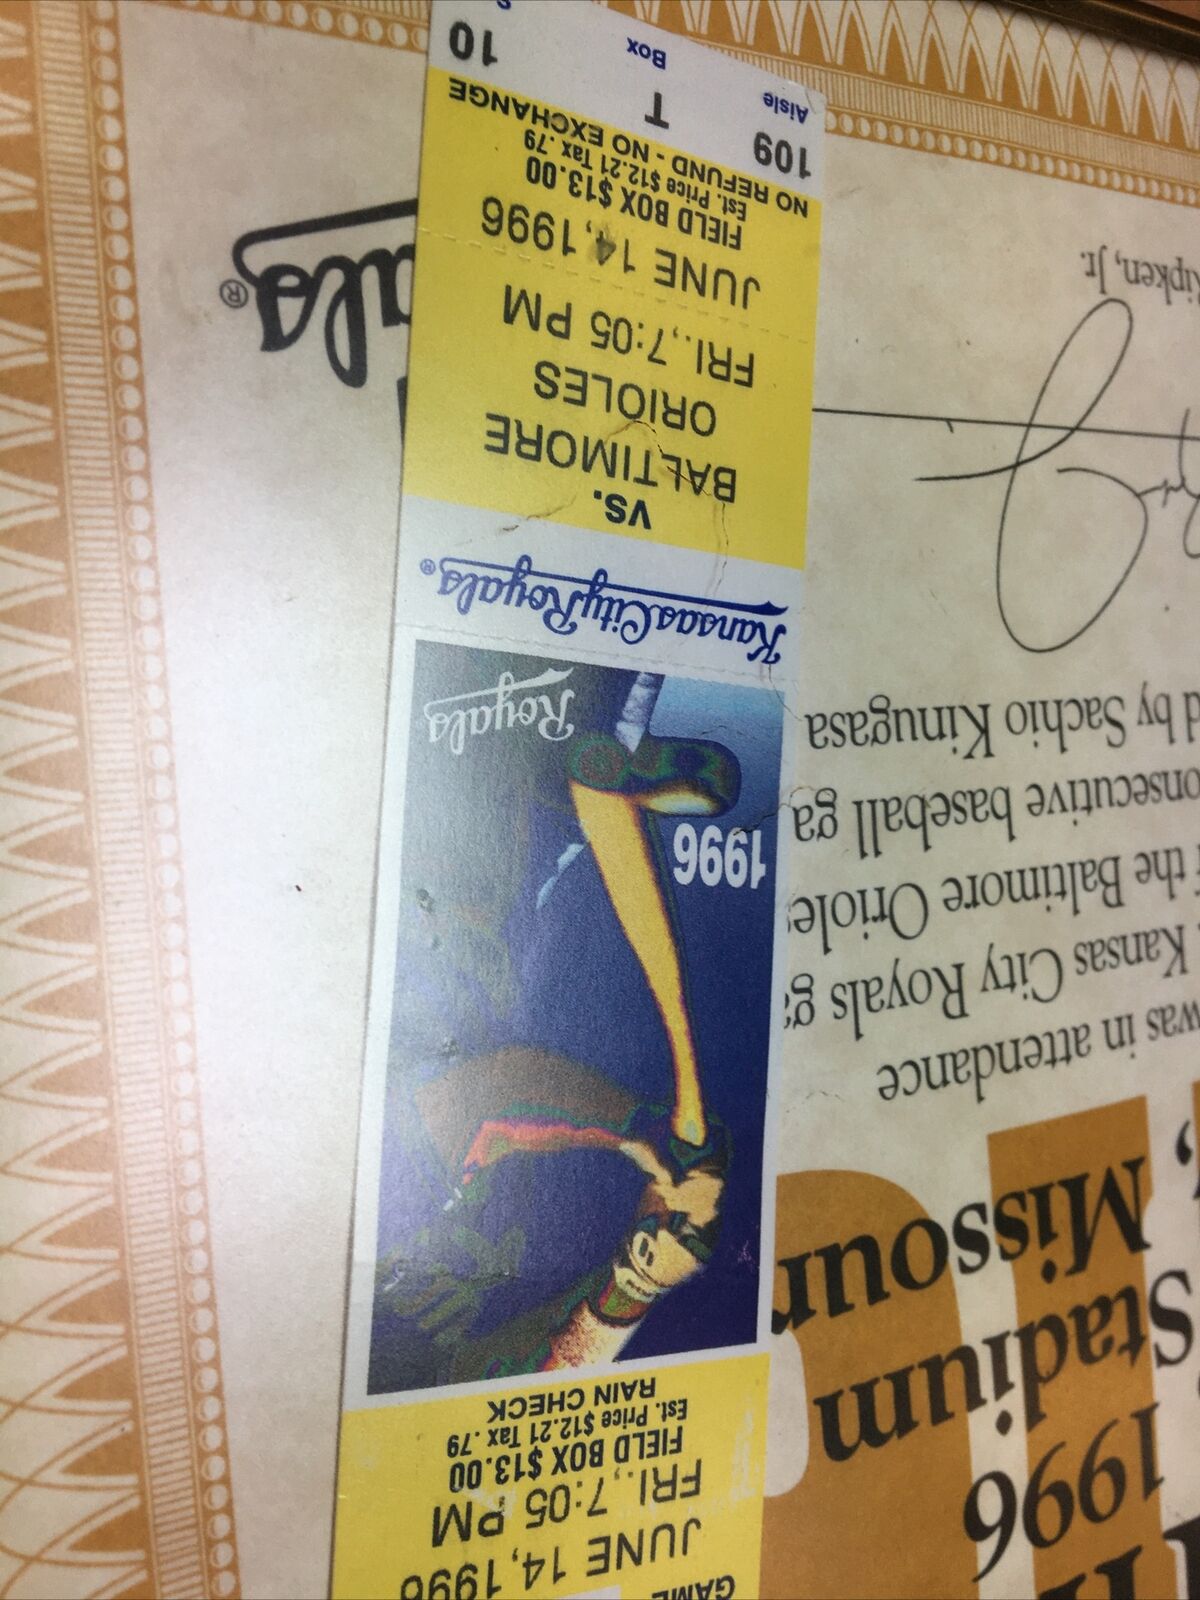 GAME
JUNE 14, 1996
FRI., 7:05 PM
FIELD BOX $13.00
Est. Price $12.21 Tax .79
RAIN CHECK
1996
Royals
Kansas City Royals®
VS.
BALTIMORE
ORIOLES
FRI., 7:05 PM
JUNE 14, 1996
FIELD BOX $13.00
Est. Price $12.21 Tax .79
NO REFUND - NO EXCHANGE
109 T 10
Aisle Box
1996
Stadium
Missour
was in attendance
Kansas City Royals ga
the Baltimore Oriole
onsecutive baseball ga
d by Sachio Kinugasa
ipken, Jr.
als®